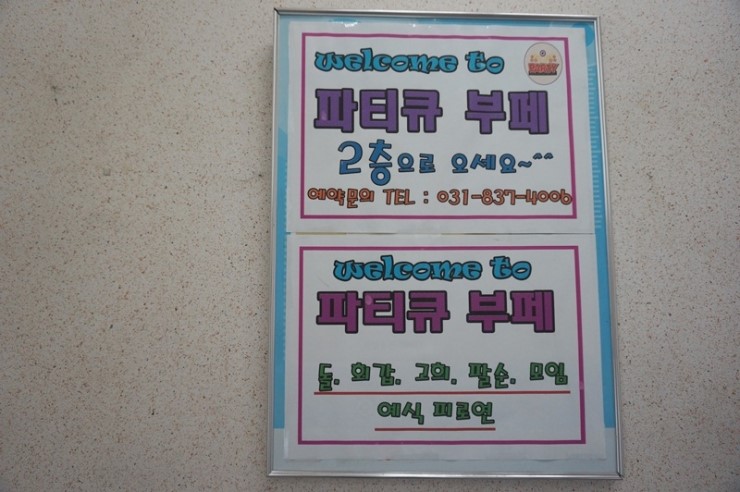 welcome to
파티큐 부페
2층으로 오세요~^^
예약문의 TEL : 031-837-4006
welcome to
파티큐 부페
돌, 회갑, 고희, 팔순, 모임
예식 피로연